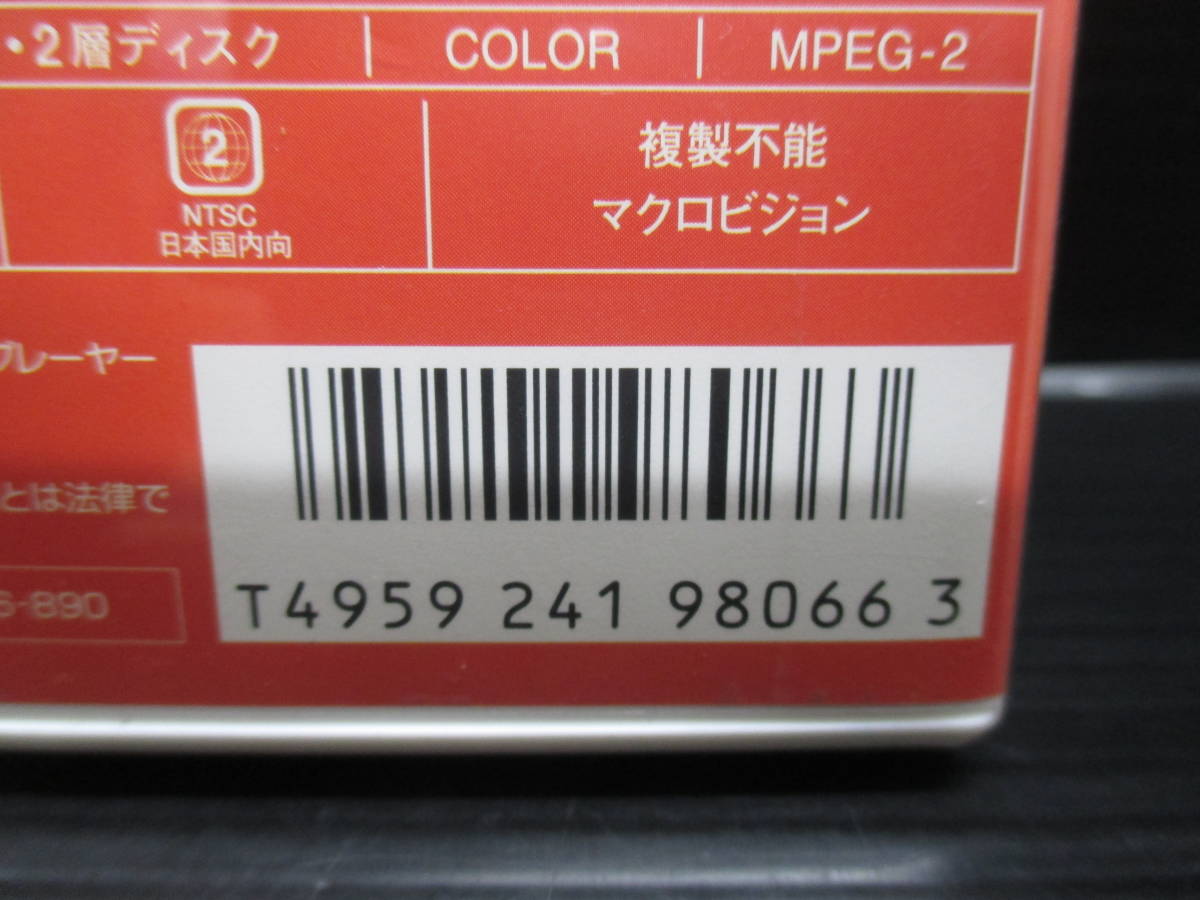 ・2層ディスク
COLOR
MPEG-2
2
NTSC
日本国内向
複製不能
マクロビジョン
プレーヤー
とは法律で
6-890
T4959 241 98066 3